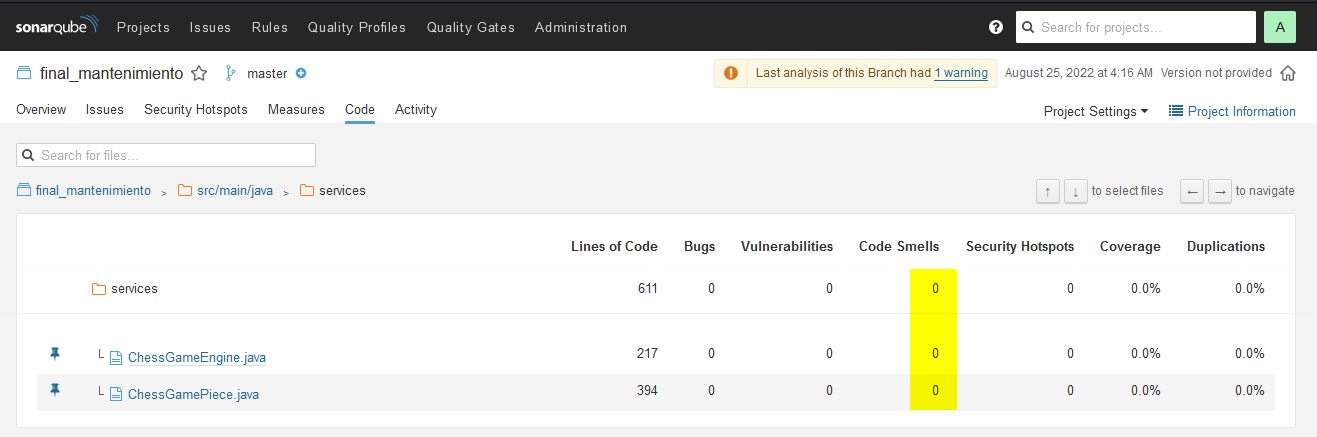 sonarqube Projects Issues Rules Quality Profiles Quality Gates Administration ? Search for projects... A
final_mantenimiento master Last analysis of this Branch had 1 warning August 25, 2022 at 4:16 AM Version not provided
Overview Issues Security Hotspots Measures Code Activity Project Settings Project Information
Search for files...
final_mantenimiento > src/main/java > services ↑ ↓ to select files ← → to navigate
Lines of Code Bugs Vulnerabilities Code Smells Security Hotspots Coverage Duplications
services 611 0 0 0 0 0.0% 0.0%
ChessGameEngine.java 217 0 0 0 0 0.0% 0.0%
ChessGamePiece.java 394 0 0 0 0 0.0% 0.0%